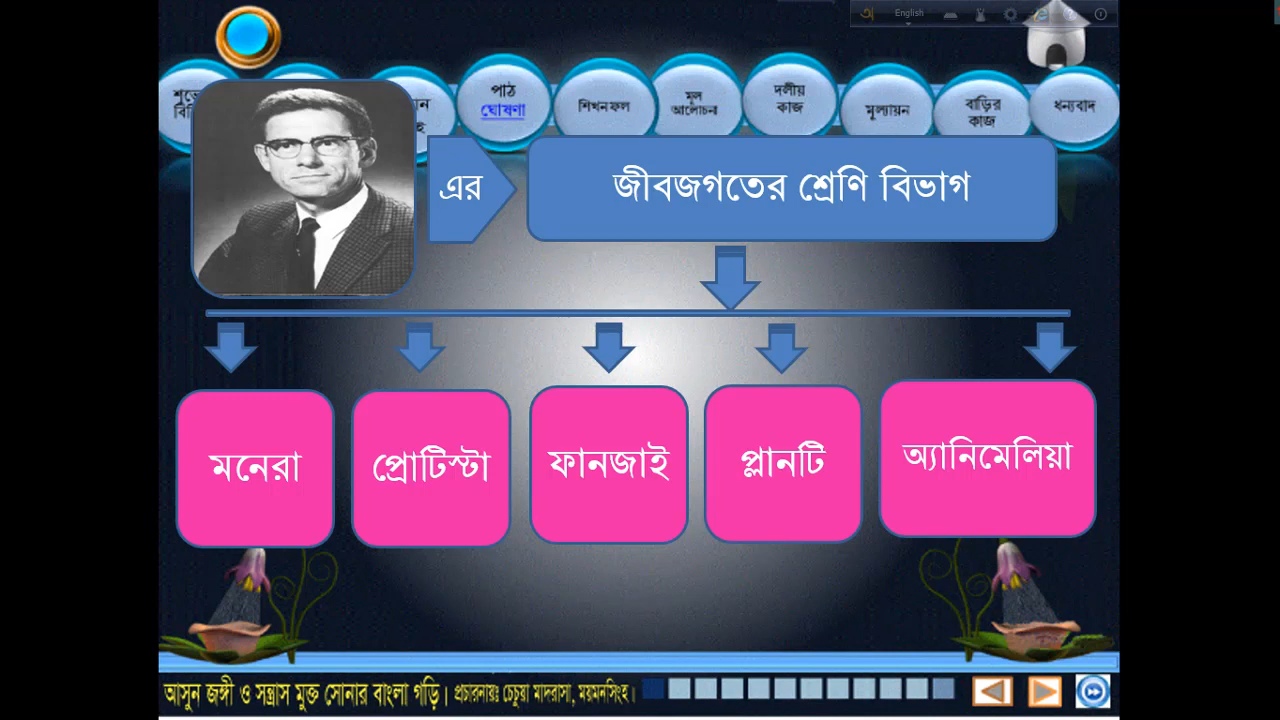 English
পাঠ
ঘোষণা
শিখনফল
মূল
আলোচনা
দলীয়
কাজ
মূল্যায়ন
বাড়ির
কাজ
ধন্যবাদ
এর
জীবজগতের শ্রেণি বিভাগ
মনেরা
প্রোটিস্টা
ফানজাই
প্লানটি
অ্যানিমেলিয়া
আসুন জঙ্গী ও সন্ত্রাস মুক্ত সোনার বাংলা গড়ি। প্রচারনায়ঃ চেচুয়া মাদরাসা, ময়মনসিংহ।